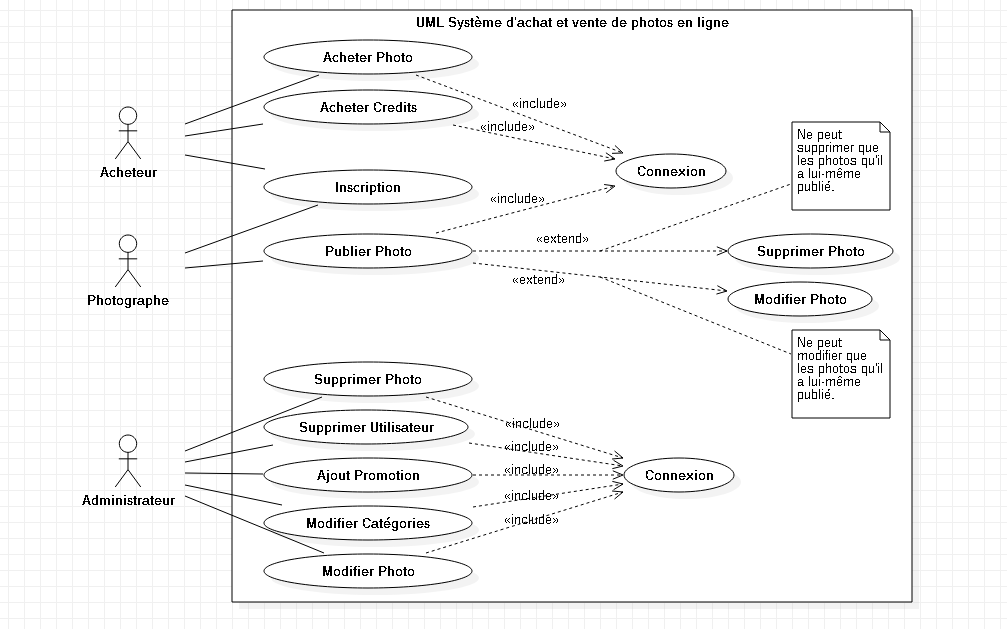 UML Système d'achat et vente de photos en ligne
Acheter Photo
«include»
Acheter Credits
«include»
Acheteur
Connexion
Ne peut
supprimer que
les photos qu'il
a lui-même
publié.
Inscription
«include»
Publier Photo
«extend»
Supprimer Photo
«extend»
Photographe
Modifier Photo
Ne peut
modifier que
les photos qu'il
a lui-même
publié.
Supprimer Photo
«include»
Supprimer Utilisateur
«include»
Ajout Promotion
«include»
Connexion
Administrateur
«include»
Modifier Catégories
«include»
Modifier Photo